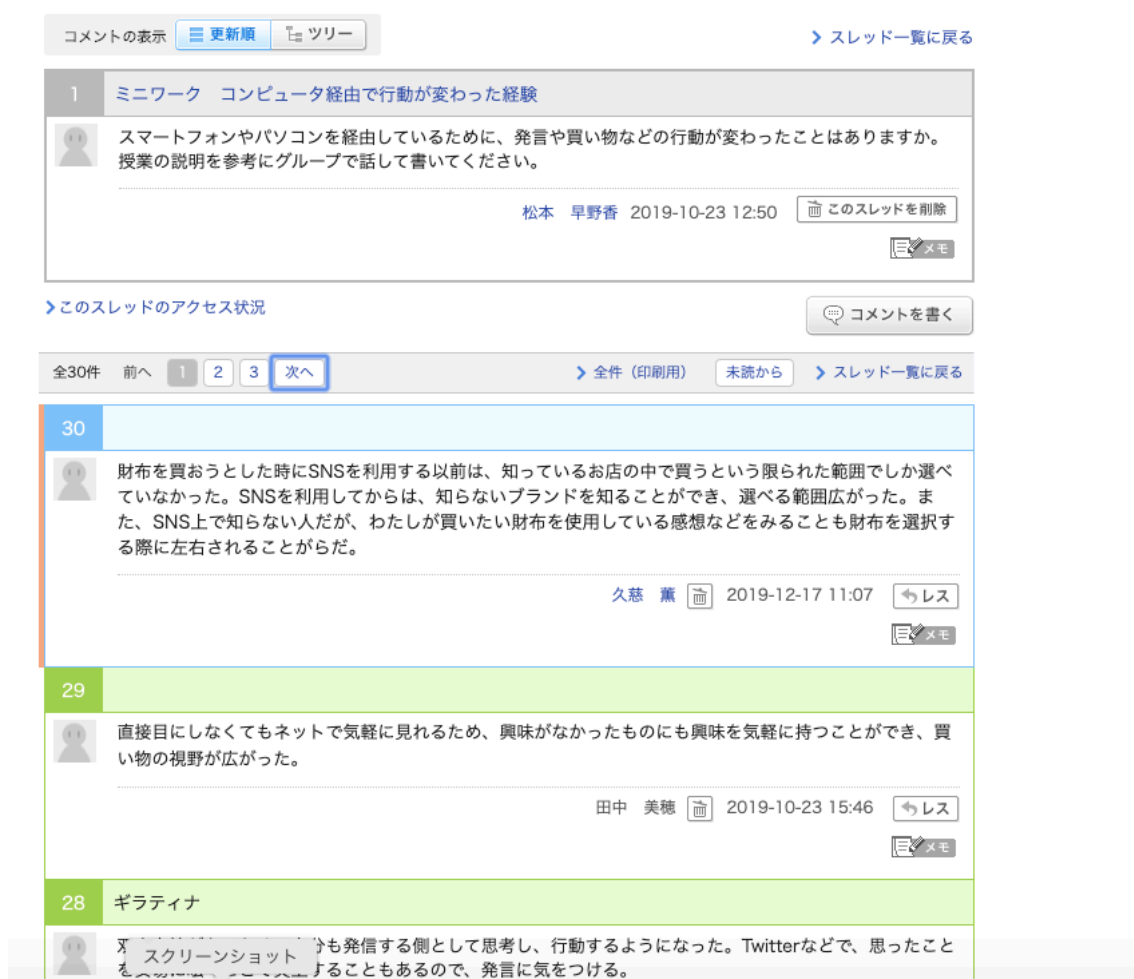 コメントの表示 更新順 ツリー
スレッド一覧に戻る
1 ミニワーク　コンピュータ経由で行動が変わった経験
スマートフォンやパソコンを経由しているために、発言や買い物などの行動が変わったことはありますか。
授業の説明を参考にグループで話して書いてください。
松本　早野香 2019-10-23 12:50 このスレッドを削除
メモ
このスレッドのアクセス状況
コメントを書く
全30件 前へ 1 2 3 次へ 全件（印刷用） 未読から スレッド一覧に戻る
30
財布を買おうとした時にSNSを利用する以前は、知っているお店の中で買うという限られた範囲でしか選べ
ていなかった。SNSを利用してからは、知らないブランドを知ることができ、選べる範囲広がった。ま
た、SNS上で知らない人だが、わたしが買いたい財布を使用している感想などをみることも財布を選択す
る際に左右されることがらだ。
久慈　薫 2019-12-17 11:07 レス
メモ
29
直接目にしなくてもネットで気軽に見れるため、興味がなかったものにも興味を気軽に持つことができ、買
い物の視野が広がった。
田中　美穂 2019-10-23 15:46 レス
メモ
28 ギラティナ
も発信する側として思考し、行動するようになった。Twitterなどで、思ったこと
することもあるので、発言に気をつける。
スクリーンショット